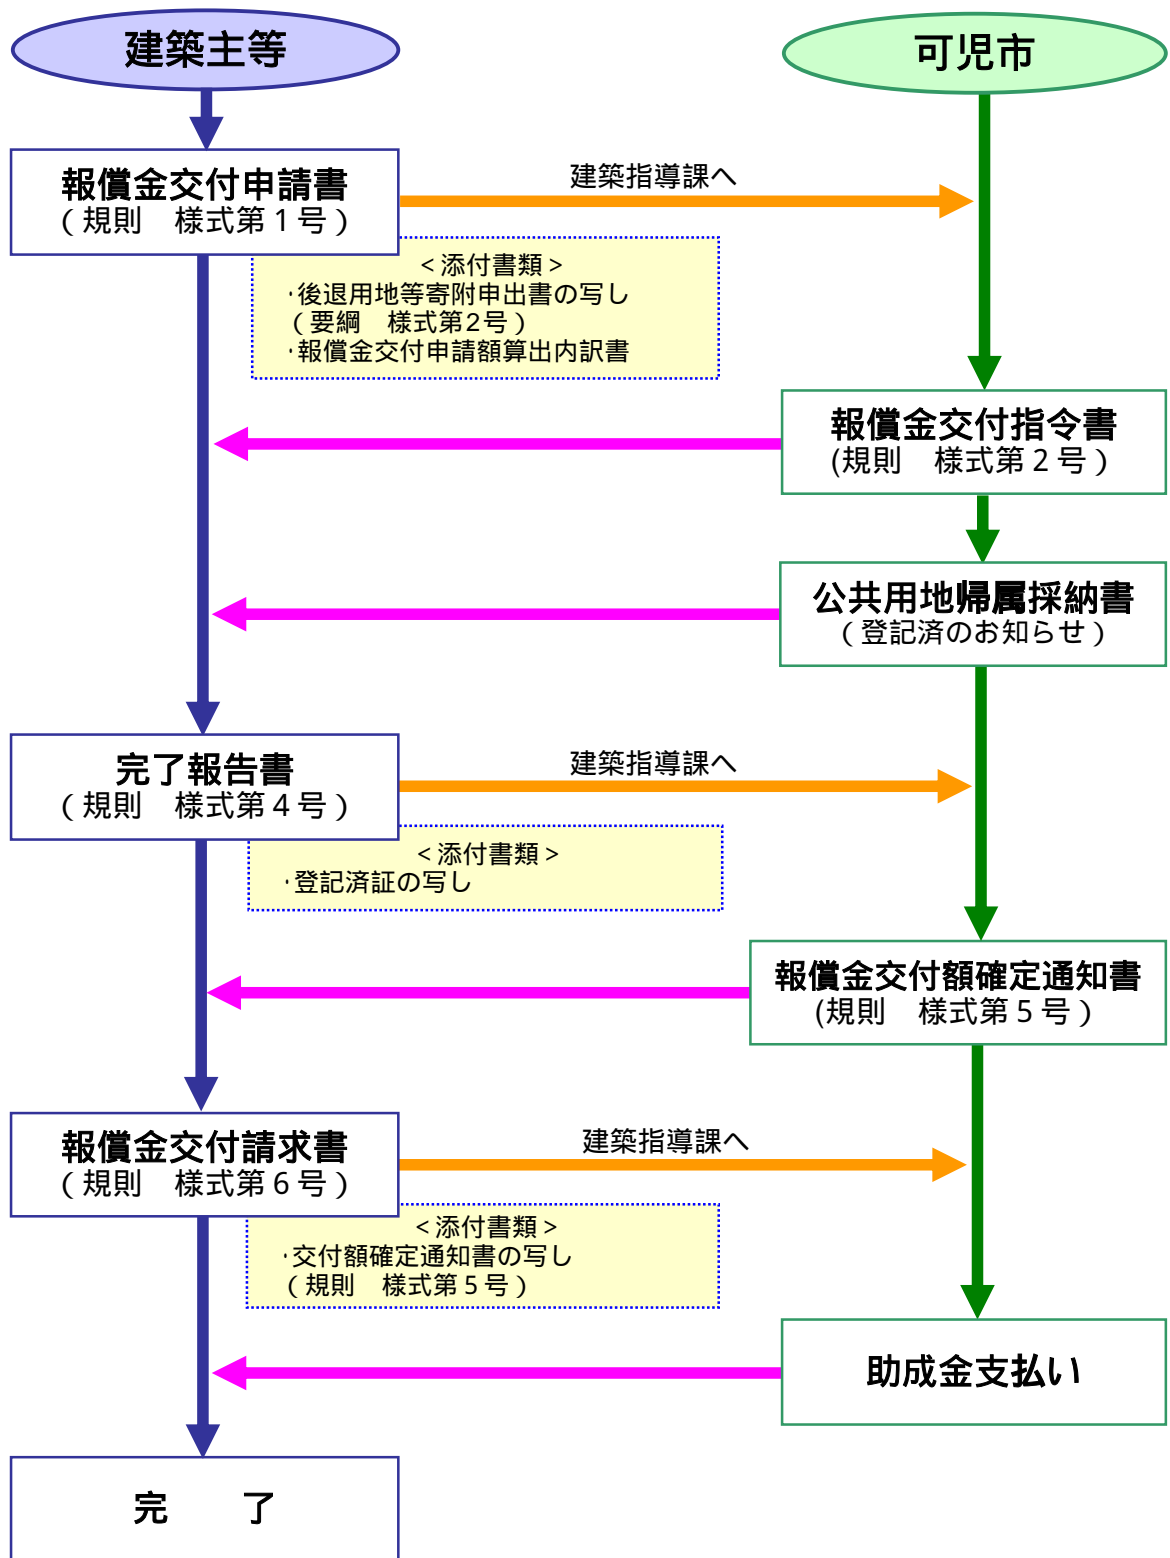 建築主等
可児市
報償金交付申請書
（規則　様式第1号）
建築指導課へ
＜添付書類＞
・後退用地等寄附申出書の写し
（要綱　様式第2号）
・報償金交付申請額算出内訳書
報償金交付指令書
(規則　様式第2号）
公共用地帰属採納書
（登記済のお知らせ）
完了報告書
（規則　様式第4号）
建築指導課へ
＜添付書類＞
・登記済証の写し
報償金交付額確定通知書
(規則　様式第5号）
報償金交付請求書
（規則　様式第6号）
建築指導課へ
＜添付書類＞
・交付額確定通知書の写し
（規則　様式第5号）
助成金支払い
完　　了